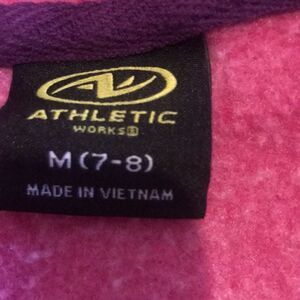 ATHLETIC
WORKS®
M (7-8)
MADE IN VIETNAM